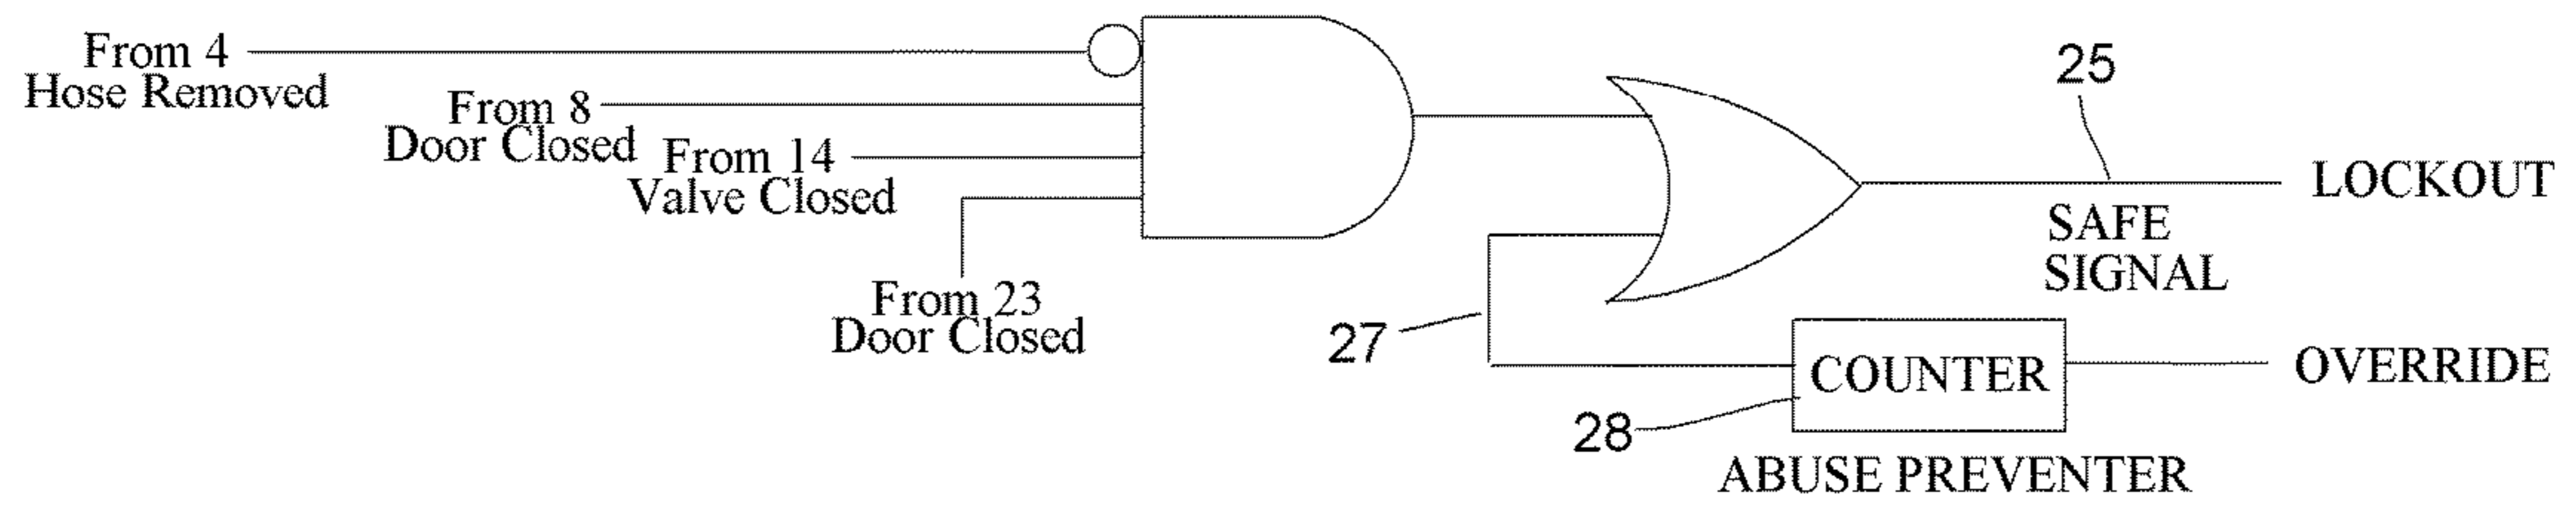 From 4
Hose Removed
From 8
Door Closed
From 14
Valve Closed
From 23
Door Closed
25
LOCKOUT
SAFE
SIGNAL
27
COUNTER
OVERRIDE
28
ABUSE PREVENTER